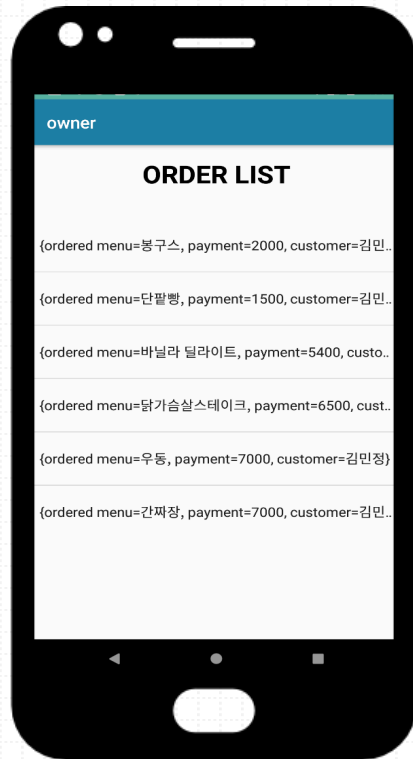 owner
ORDER LIST
{ordered menu=봉구스, payment=2000, customer=김민..
{ordered menu=단팥빵, payment=1500, customer=김민..
{ordered menu=바닐라 딜라이트, payment=5400, custo..
{ordered menu=닭가슴살스테이크, payment=6500, cust..
{ordered menu=우동, payment=7000, customer=김민정}
{ordered menu=간짜장, payment=7000, customer=김민..